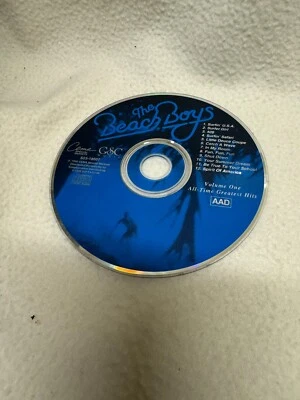 The
Beach Boys
1. Surfin' U.S.A.
2. Surfer Girl
3. 409
4. Surfin' Safari
5. Little Deuce Coupe
6. Catch A Wave
7. In My Room
8. Fun, Fun, Fun
9. Shut Down
10. Your Summer Dream
11. Be True To Your School
12. Spirit Of America
Cema
GSC
Volume One
All-Time Greatest Hits
AAD